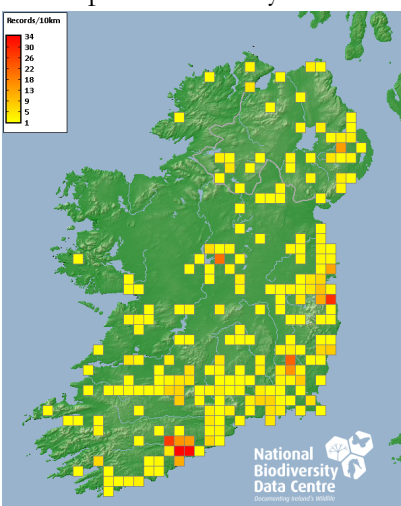 Records/10km
34
30
26
22
18
13
9
5
1
National
Biodiversity
Data Centre
Documenting Ireland's Wildlife